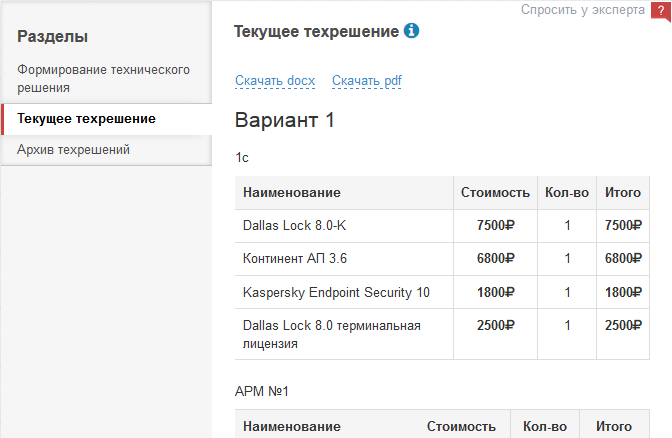 Спросить у эксперта ?
Разделы
Формирование технического
решения
Текущее техрешение
Архив техрешений
Текущее техрешение i
Скачать docx Скачать pdf
Вариант 1
1с
Наименование Стоимость Кол-во Итого
Dallas Lock 8.0-K 7500₽ 1 7500₽
Континент АП 3.6 6800₽ 1 6800₽
Kaspersky Endpoint Security 10 1800₽ 1 1800₽
Dallas Lock 8.0 терминальная
лицензия 2500₽ 1 2500₽
АРМ №1
Наименование Стоимость Кол-во Итого